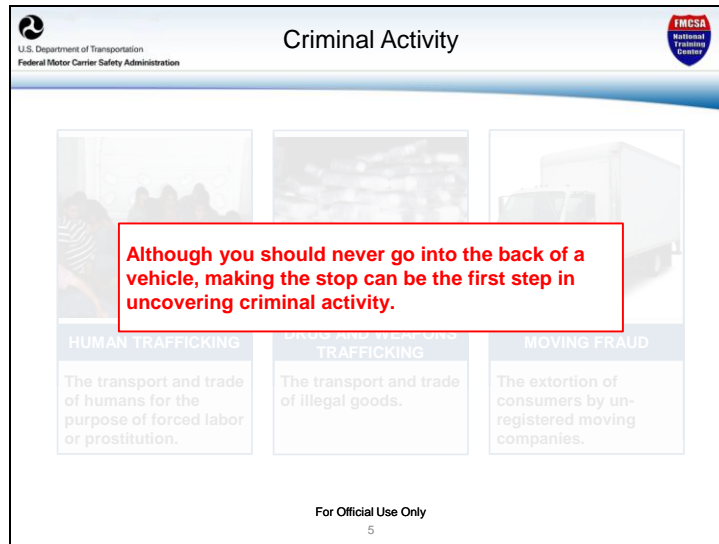 U.S. Department of Transportation
Federal Motor Carrier Safety Administration
Criminal Activity
FMCSA
National
Training
Center
Although you should never go into the back of a
vehicle, making the stop can be the first step in
uncovering criminal activity.
HUMAN TRAFFICKING
The transport and trade
of humans for the
purpose of forced labor
or prostitution.
DRUG AND WEAPONS
TRAFFICKING
The transport and trade
of illegal goods.
MOVING FRAUD
The extortion of
consumers by un-
registered moving
companies.
For Official Use Only
5